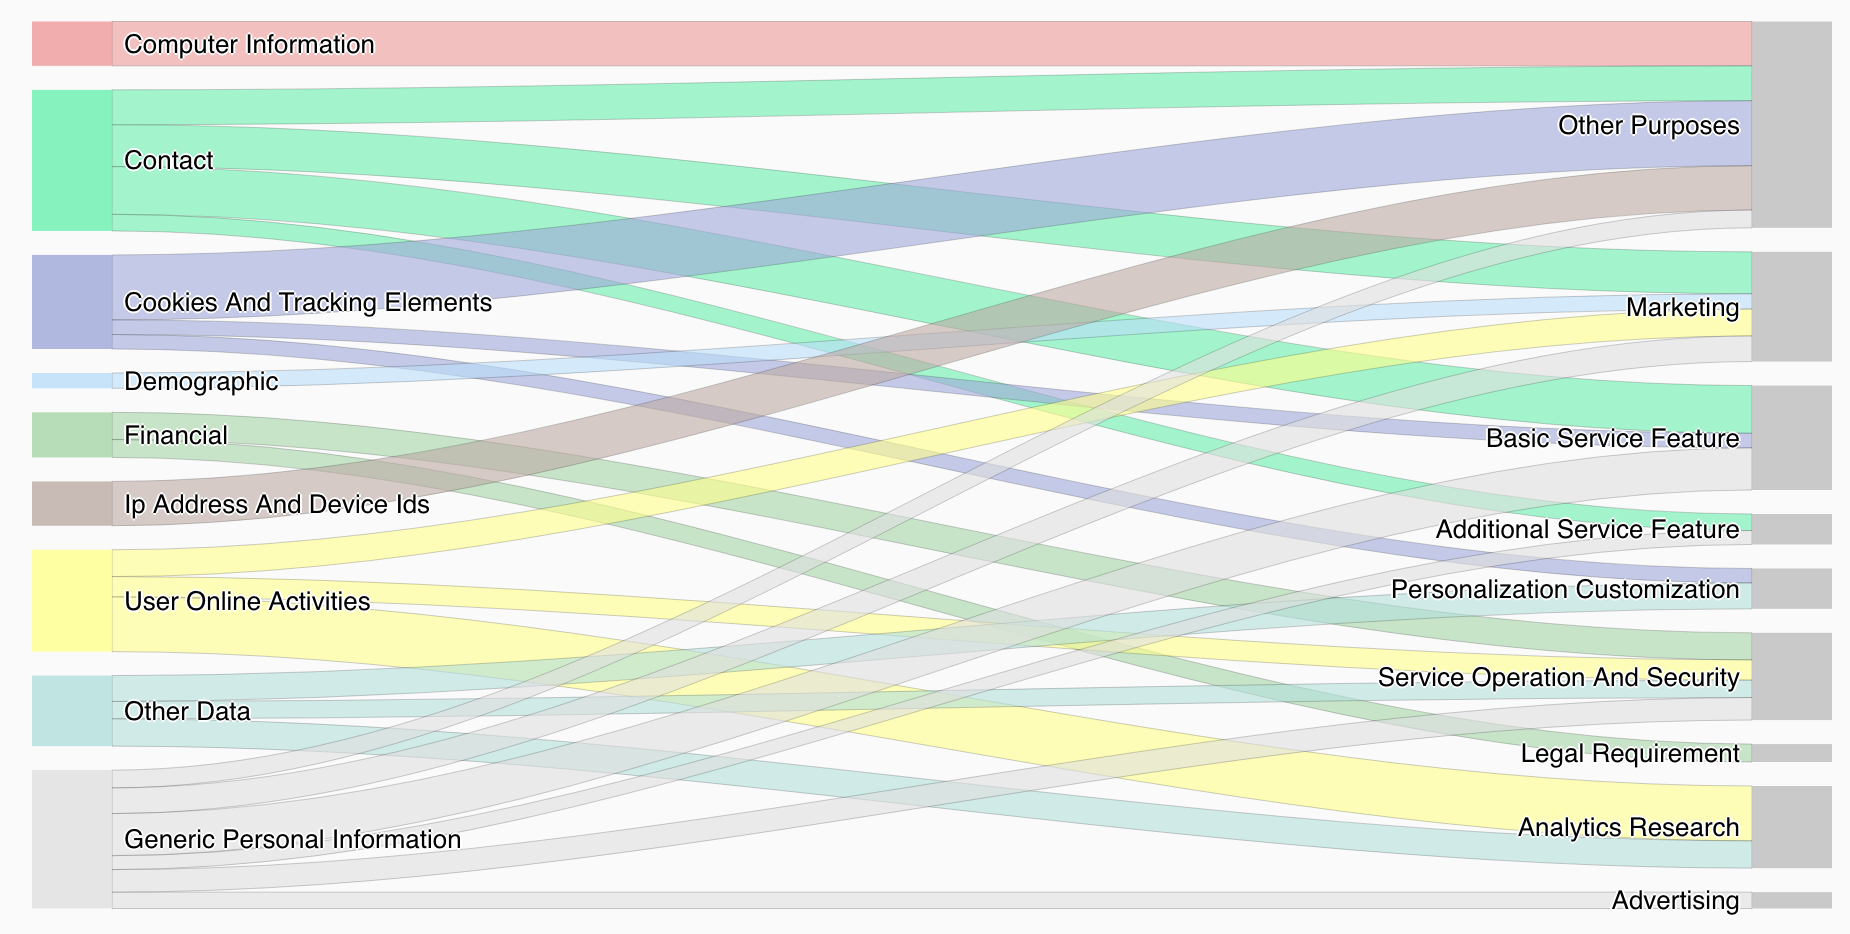 Computer Information
Contact
Cookies And Tracking Elements
Demographic
Financial
Ip Address And Device Ids
User Online Activities
Other Data
Generic Personal Information
Other Purposes
Marketing
Basic Service Feature
Additional Service Feature
Personalization Customization
Service Operation And Security
Legal Requirement
Analytics Research
Advertising